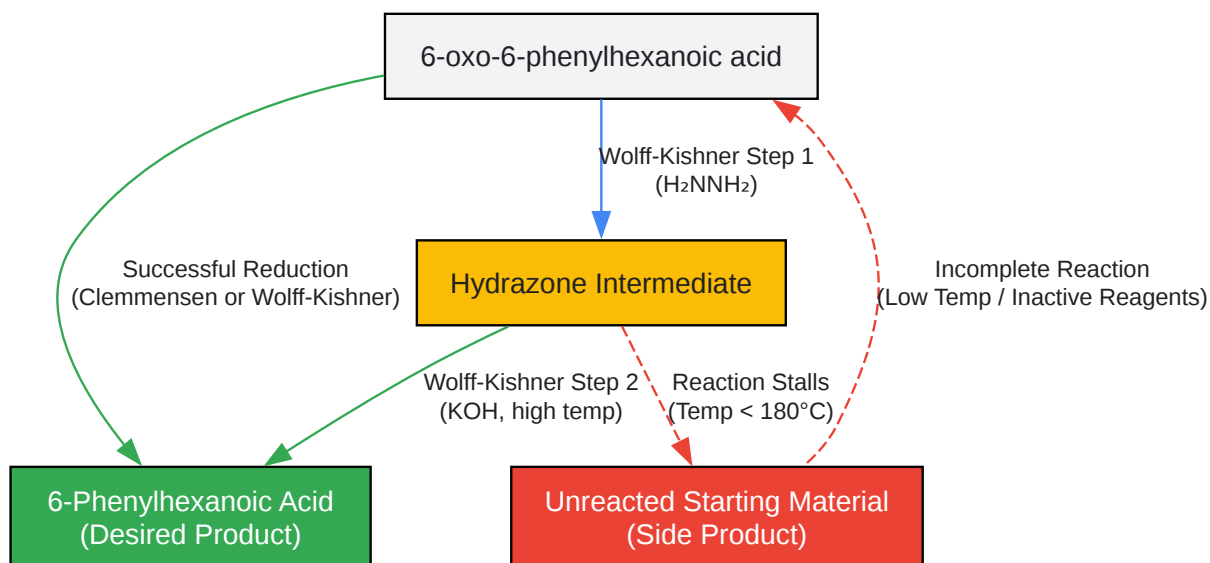 6-oxo-6-phenylhexanoic acid
Wolff-Kishner Step 1
(H₂NNH₂)
Successful Reduction
(Clemmensen or Wolff-Kishner)
Hydrazone Intermediate
Incomplete Reaction
(Low Temp / Inactive Reagents)
Wolff-Kishner Step 2
(KOH, high temp)
Reaction Stalls
(Temp < 180°C)
6-Phenylhexanoic Acid
(Desired Product)
Unreacted Starting Material
(Side Product)